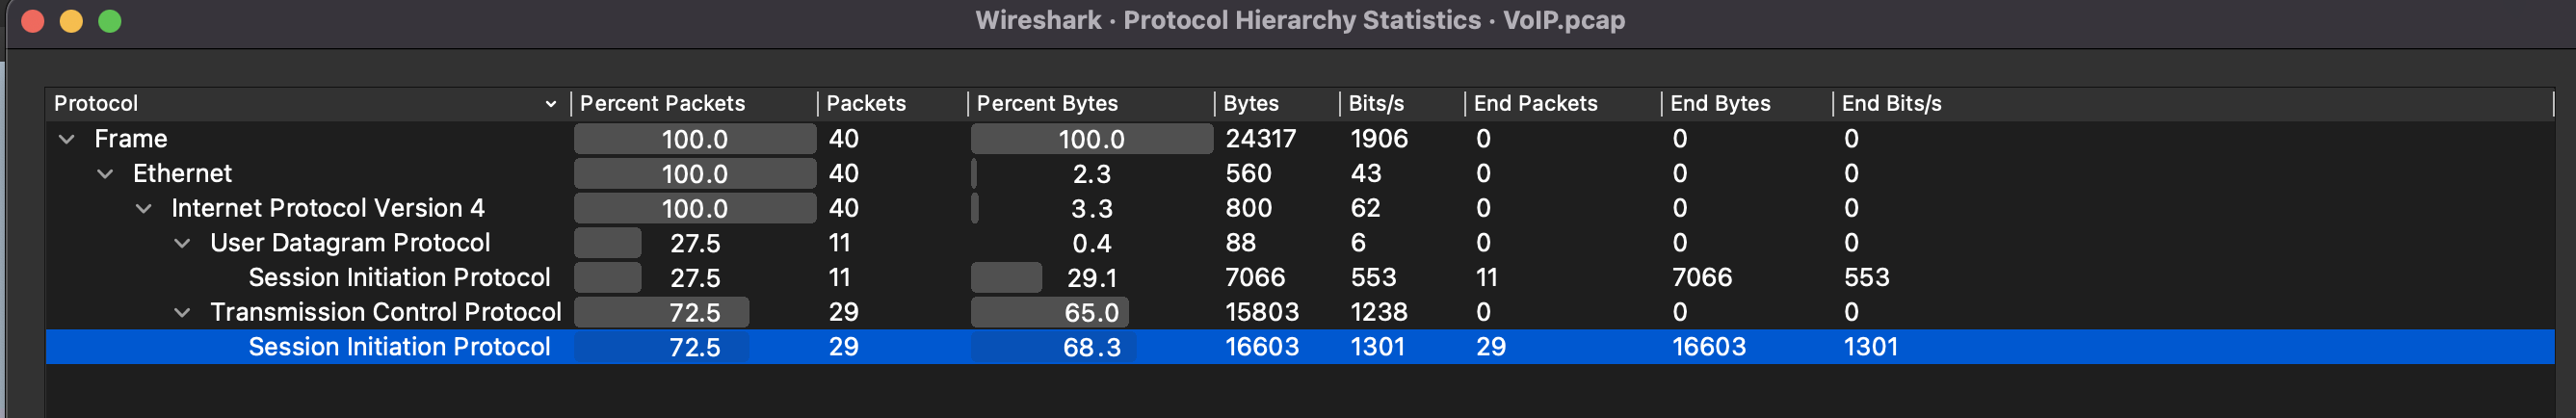 Wireshark · Protocol Hierarchy Statistics · VoIP.pcap
Protocol Percent Packets Packets Percent Bytes Bytes Bits/s End Packets End Bytes End Bits/s
Frame 100.0 40 100.0 24317 1906 0 0 0
Ethernet 100.0 40 2.3 560 43 0 0 0
Internet Protocol Version 4 100.0 40 3.3 800 62 0 0 0
User Datagram Protocol 27.5 11 0.4 88 6 0 0 0
Session Initiation Protocol 27.5 11 29.1 7066 553 11 7066 553
Transmission Control Protocol 72.5 29 65.0 15803 1238 0 0 0
Session Initiation Protocol 72.5 29 68.3 16603 1301 29 16603 1301